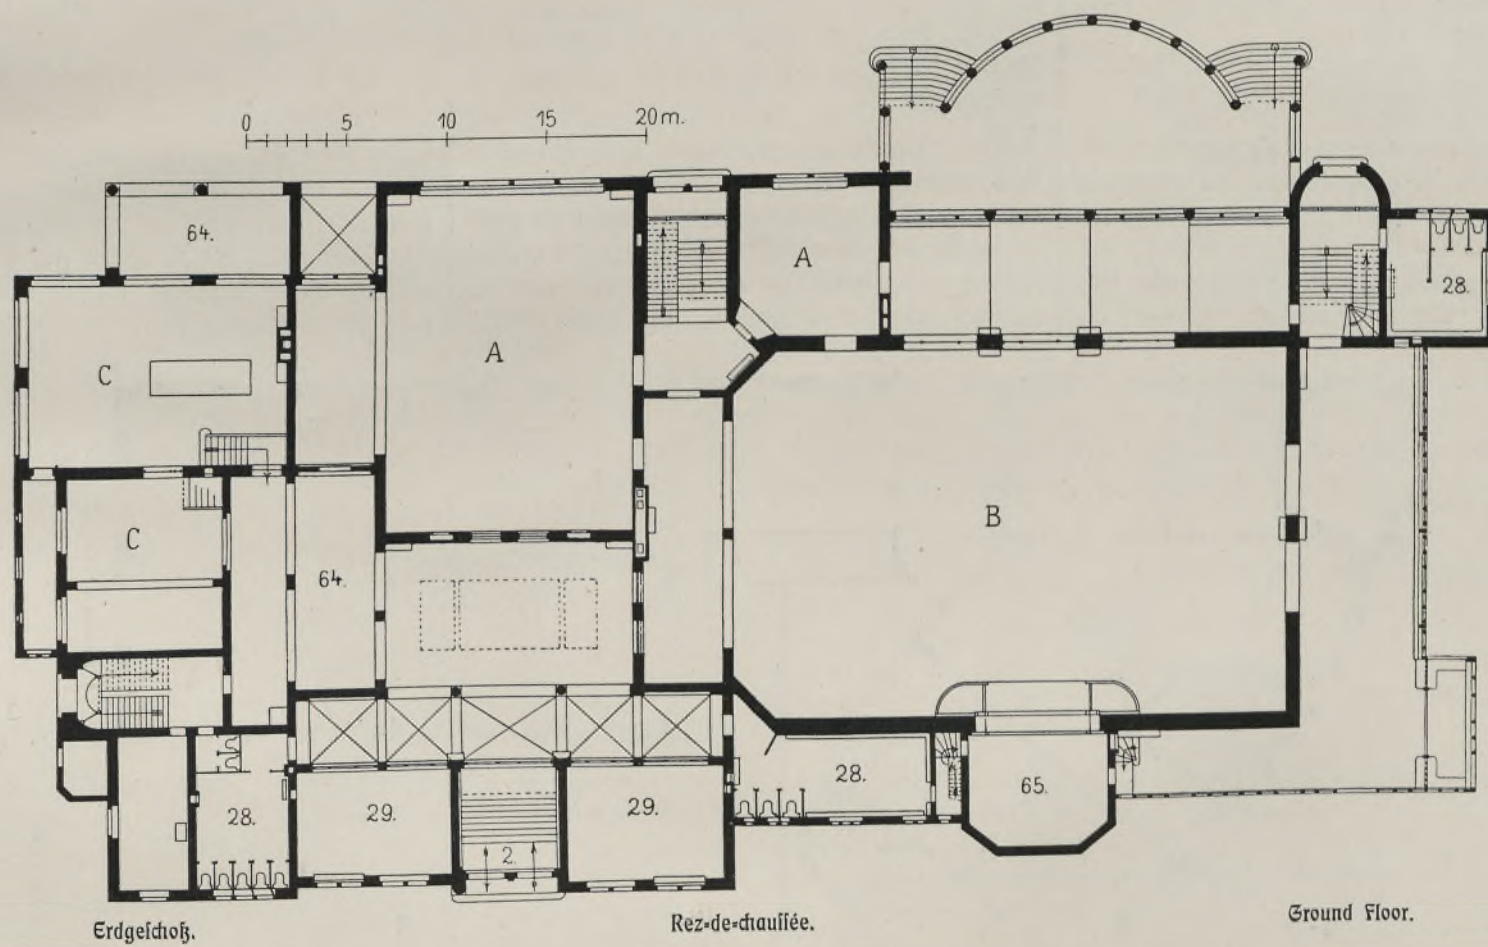 0 5 10 15 20 m.
64.
A
A
28.
C
C
64.
B
28.
29.
2.
29.
28.
65.
Erdgeschoß.
Rez=de=chaussée.
Ground Floor.